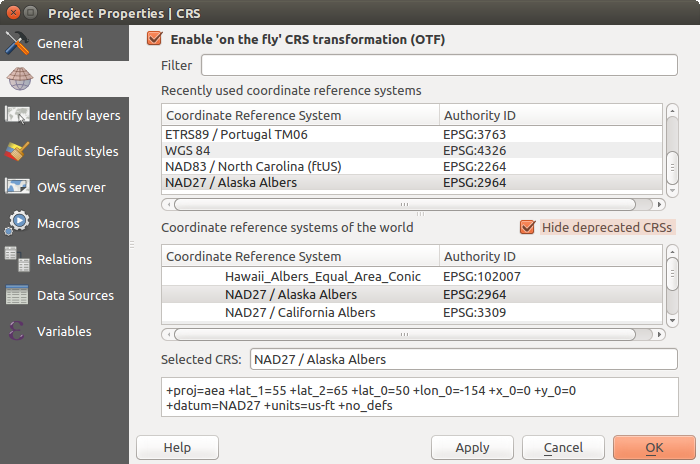 Project Properties | CRS
General
CRS
Identify layers
Default styles
OWS server
Macros
Relations
Data Sources
Variables
Enable 'on the fly' CRS transformation (OTF)
Filter
Recently used coordinate reference systems
Coordinate Reference System Authority ID
ETRS89 / Portugal TM06 EPSG:3763
WGS 84 EPSG:4326
NAD83 / North Carolina (ftUS) EPSG:2264
NAD27 / Alaska Albers EPSG:2964
Coordinate reference systems of the world Hide deprecated CRSs
Coordinate Reference System Authority ID
Hawaii_Albers_Equal_Area_Conic EPSG:102007
NAD27 / Alaska Albers EPSG:2964
NAD27 / California Albers EPSG:3309
Selected CRS: NAD27 / Alaska Albers
+proj=aea +lat_1=55 +lat_2=65 +lat_0=50 +lon_0=-154 +x_0=0 +y_0=0
+datum=NAD27 +units=us-ft +no_defs
Help Apply Cancel OK